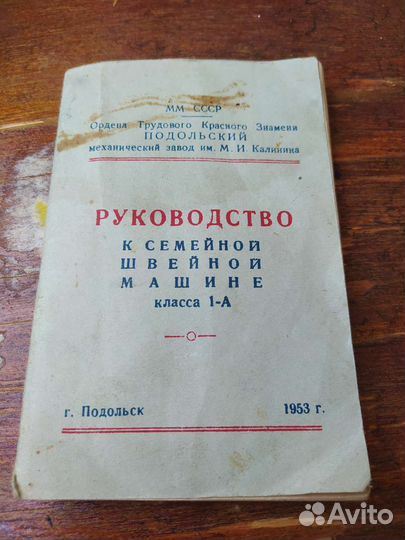 ММ СССР
Ордена Трудового Красного Знамени
ПОДОЛЬСКИЙ
механический завод им. М. И. Калинина
РУКОВОДСТВО
К СЕМЕЙНОЙ
ШВЕЙНОЙ
МАШИНЕ
класса 1-А
г. Подольск 1953 г.
Avito